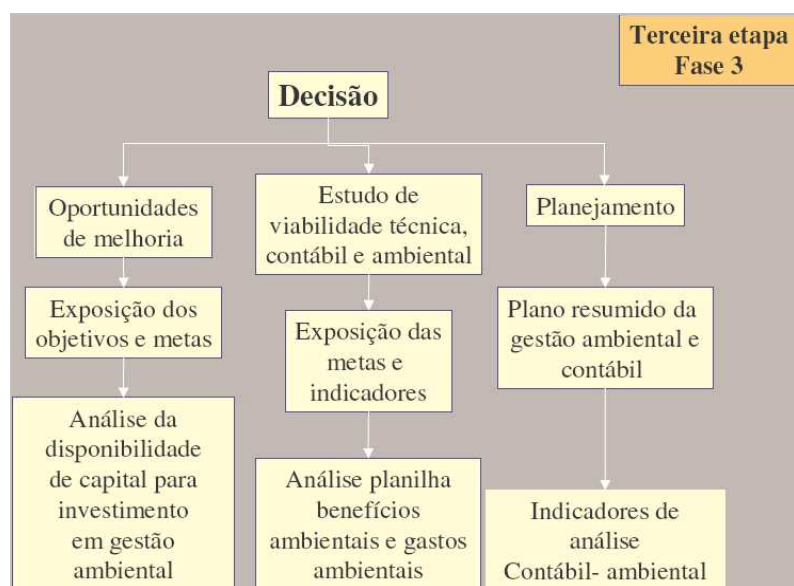 Terceira etapa
Fase 3
Decisão
Oportunidades
de melhoria
Estudo de
viabilidade técnica,
contábil e ambiental
Planejamento
Exposição dos
objetivos e metas
Exposição das
metas e
indicadores
Plano resumido da
gestão ambiental e
contábil
Análise da
disponibilidade
de capital para
investimento
em gestão
ambiental
Análise planilha
benefícios
ambientais e gastos
ambientais
Indicadores de
análise
Contábil- ambiental